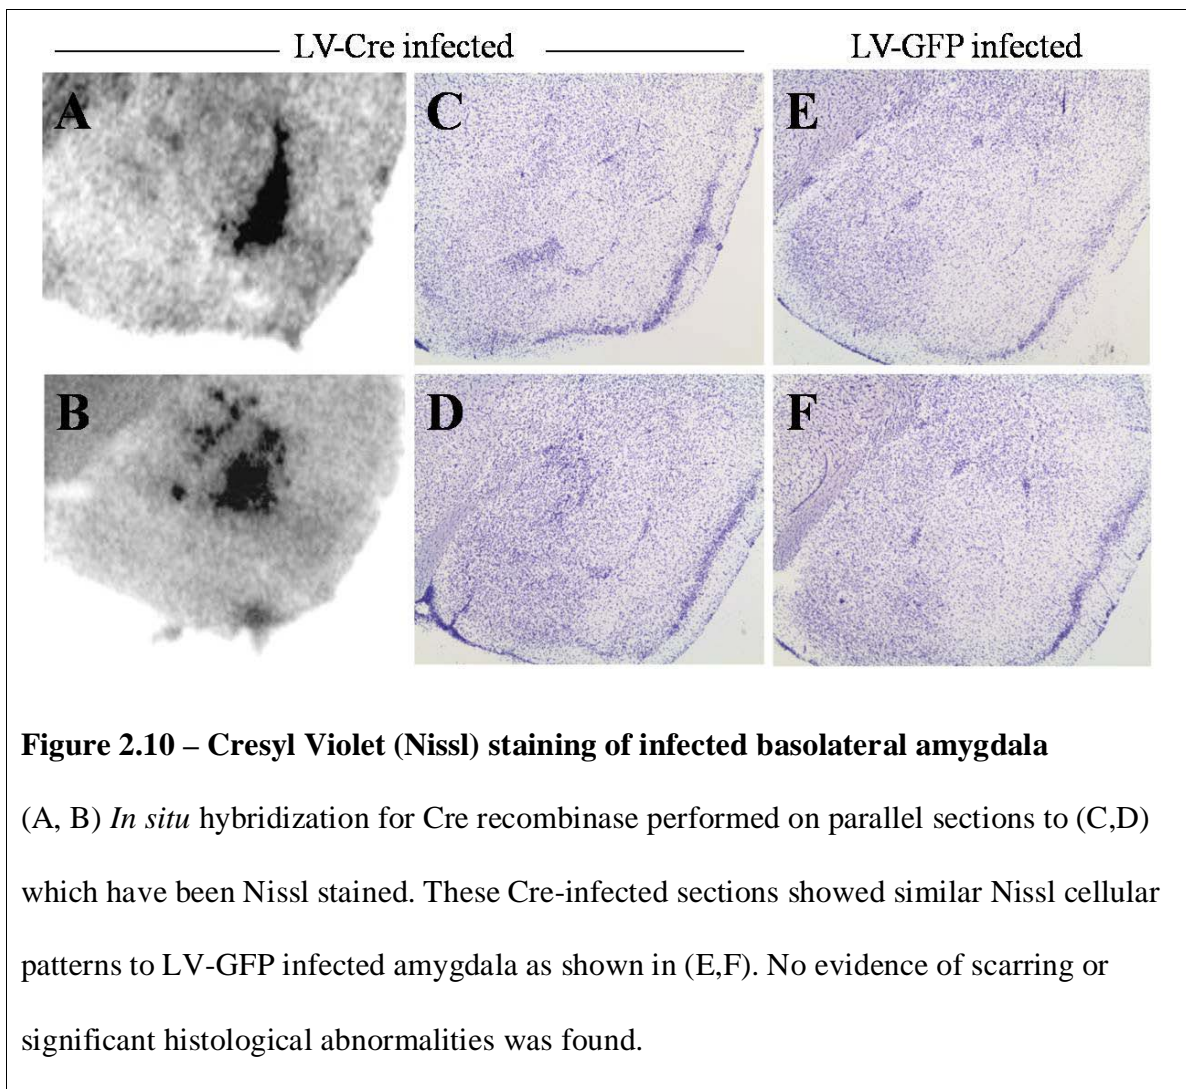 LV-Cre infected LV-GFP infected
A C E
B D F
Figure 2.10 – Cresyl Violet (Nissl) staining of infected basolateral amygdala
(A, B) In situ hybridization for Cre recombinase performed on parallel sections to (C,D)
which have been Nissl stained. These Cre-infected sections showed similar Nissl cellular
patterns to LV-GFP infected amygdala as shown in (E,F). No evidence of scarring or
significant histological abnormalities was found.